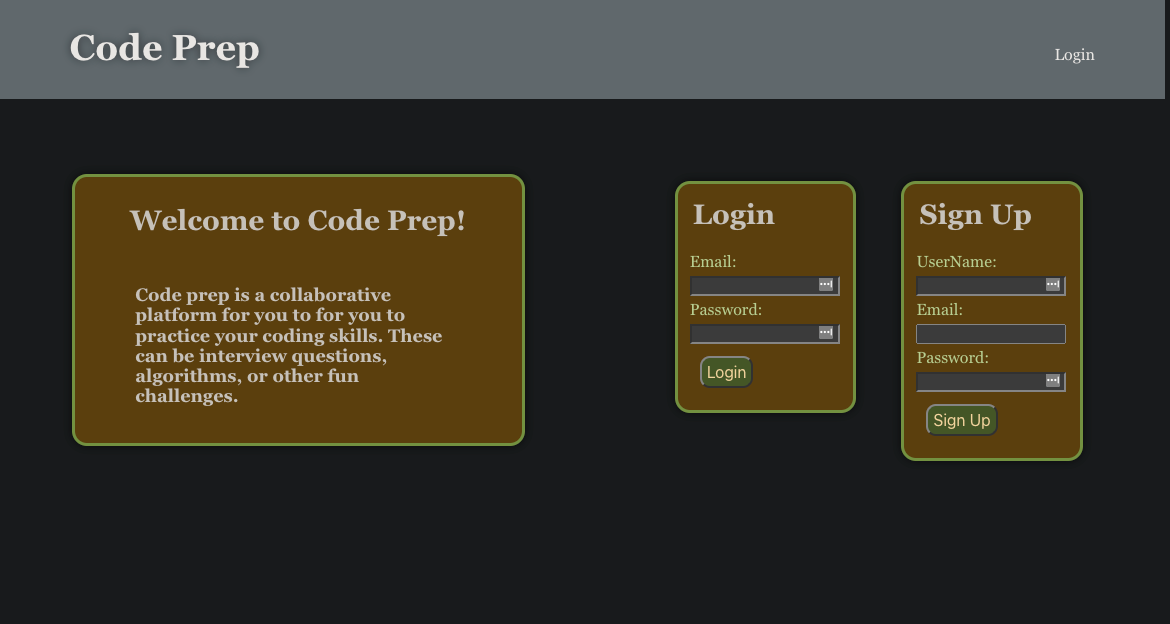 Code Prep
Login
Welcome to Code Prep!
Code prep is a collaborative
platform for you to for you to
practice your coding skills. These
can be interview questions,
algorithms, or other fun
challenges.
Login
Email:
Password:
Login
Sign Up
UserName:
Email:
Password:
Sign Up